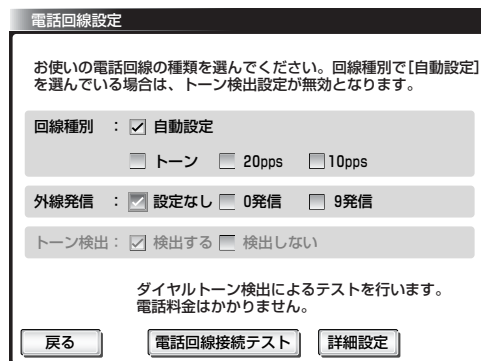 電話回線設定
お使いの電話回線の種類を選んでください。回線種別で[自動設定]
を選んでいる場合は、トーン検出設定が無効となります。
回線種別 : 自動設定
トーン 20pps 10pps
外線発信 : 設定なし 0発信 9発信
トーン検出 : 検出する 検出しない
ダイヤルトーン検出によるテストを行います。
電話料金はかかりません。
戻る 電話回線接続テスト 詳細設定